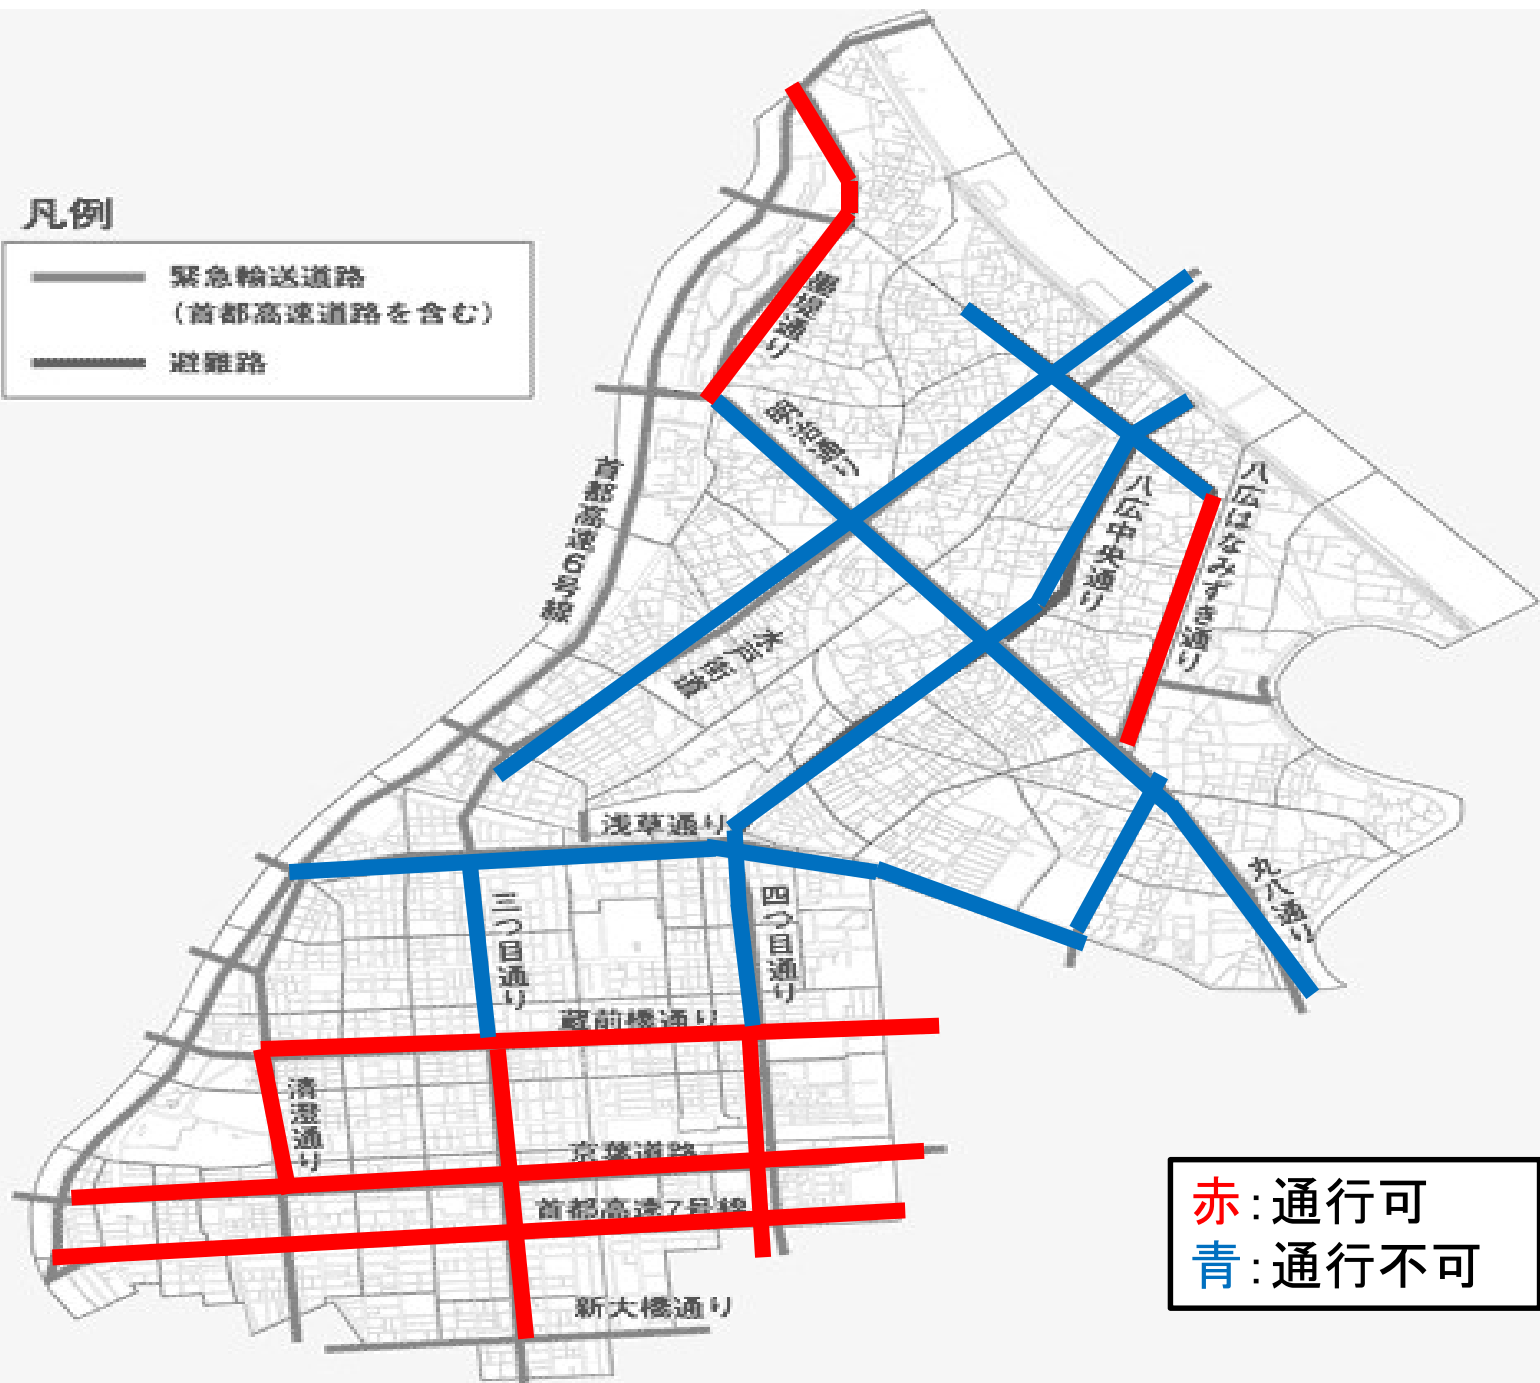 凡例
緊急輸送道路
（首都高速道路を含む）
避難路
墨堤通り
首都高速6号線
水戸街道
八広中央通り
八広はなみずき通り
浅草通り
三つ目通り
四つ目通り
丸八通り
蔵前橋通り
清澄通り
京葉道路
首都高速7号線
新大橋通り
赤：通行可
青：通行不可